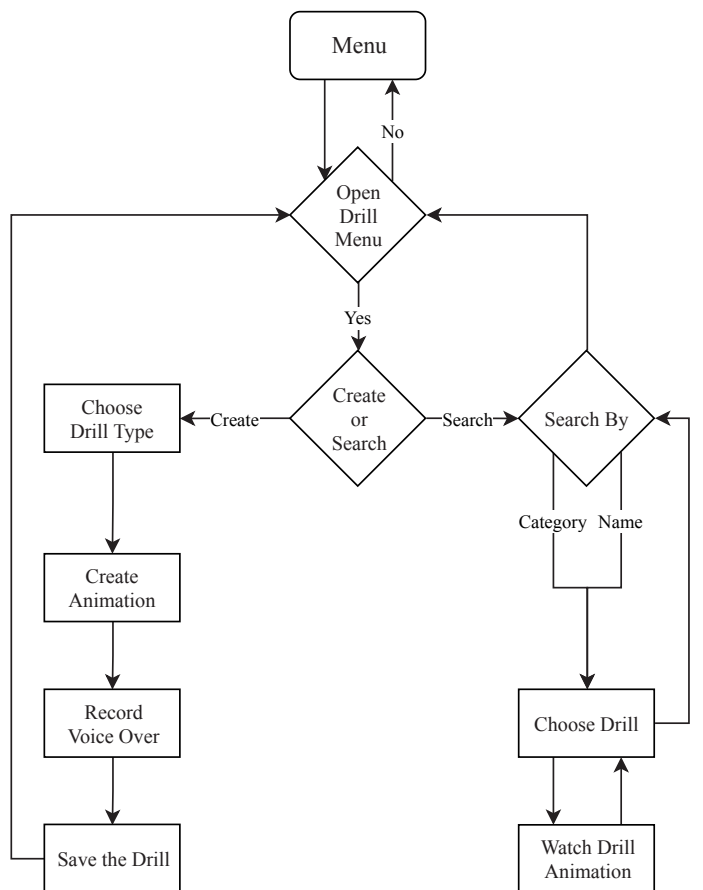 Menu
No
Open
Drill
Menu
Yes
Choose
Drill Type
Create
Create
or
Search
Search
Search By
Category
Name
Create
Animation
Record
Voice Over
Choose Drill
Save the Drill
Watch Drill
Animation